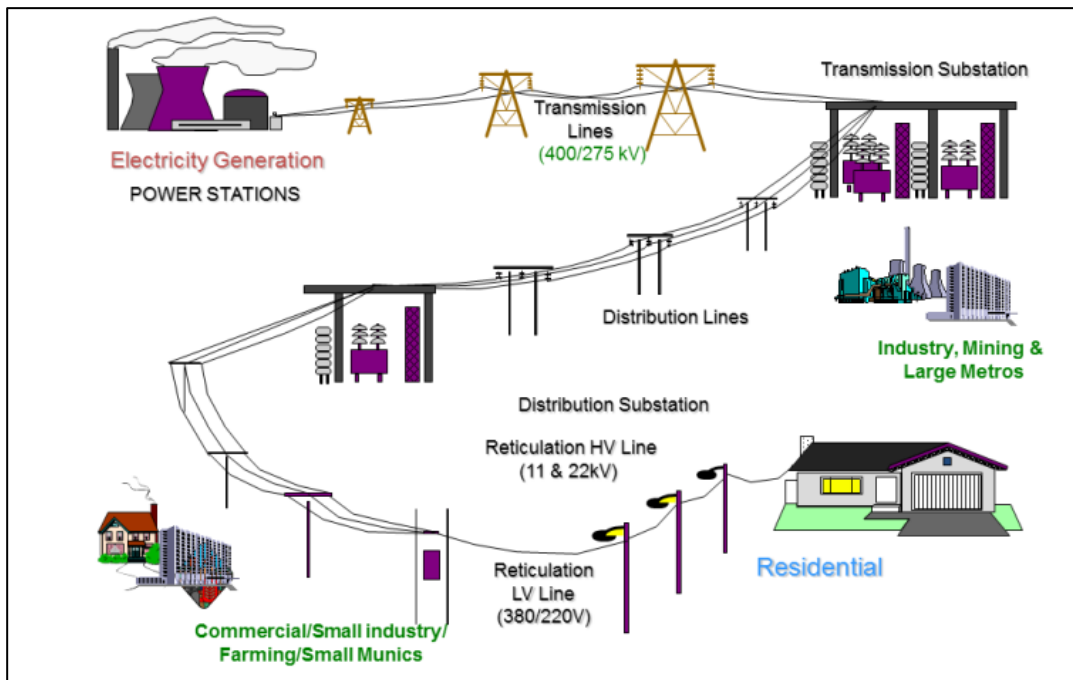 Transmission Substation
Transmission
Lines
(400/275 kV)
Electricity Generation
POWER STATIONS
Distribution Lines
Industry, Mining &
Large Metros
Distribution Substation
Reticulation HV Line
(11 & 22kV)
Reticulation
LV Line
(380/220V)
Residential
Commercial/Small industry/
Farming/Small Munics